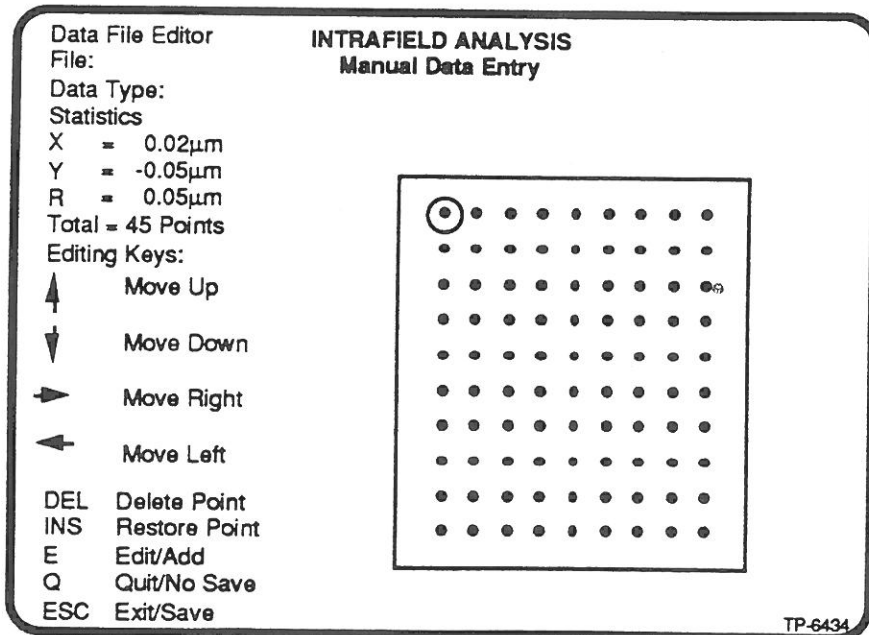 Data File Editor
INTRAFIELD ANALYSIS
File:
Manual Data Entry
Data Type:
Statistics
X = 0.02µm
Y = -0.05µm
R = 0.05µm
Total = 45 Points
Editing Keys:
Move Up
Move Down
Move Right
Move Left
DEL Delete Point
INS Restore Point
E Edit/Add
Q Quit/No Save
ESC Exit/Save
TP-6434